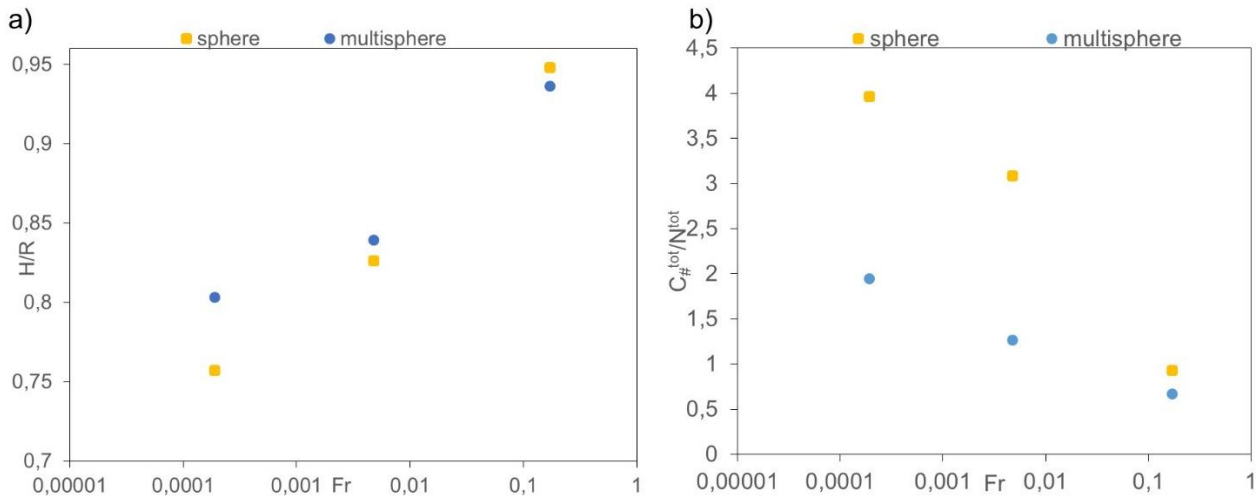 a)
sphere multisphere
0,95
0,9
0,85
0,8
0,75
0,7
H/R
0,00001 0,0001 0,001 Fr 0,01 0,1 1
b)
sphere multisphere
4,5
4
3,5
3
2,5
2
1,5
1
0,5
0
C#tot/Ntot
0,00001 0,0001 0,001 Fr 0,01 0,1 1